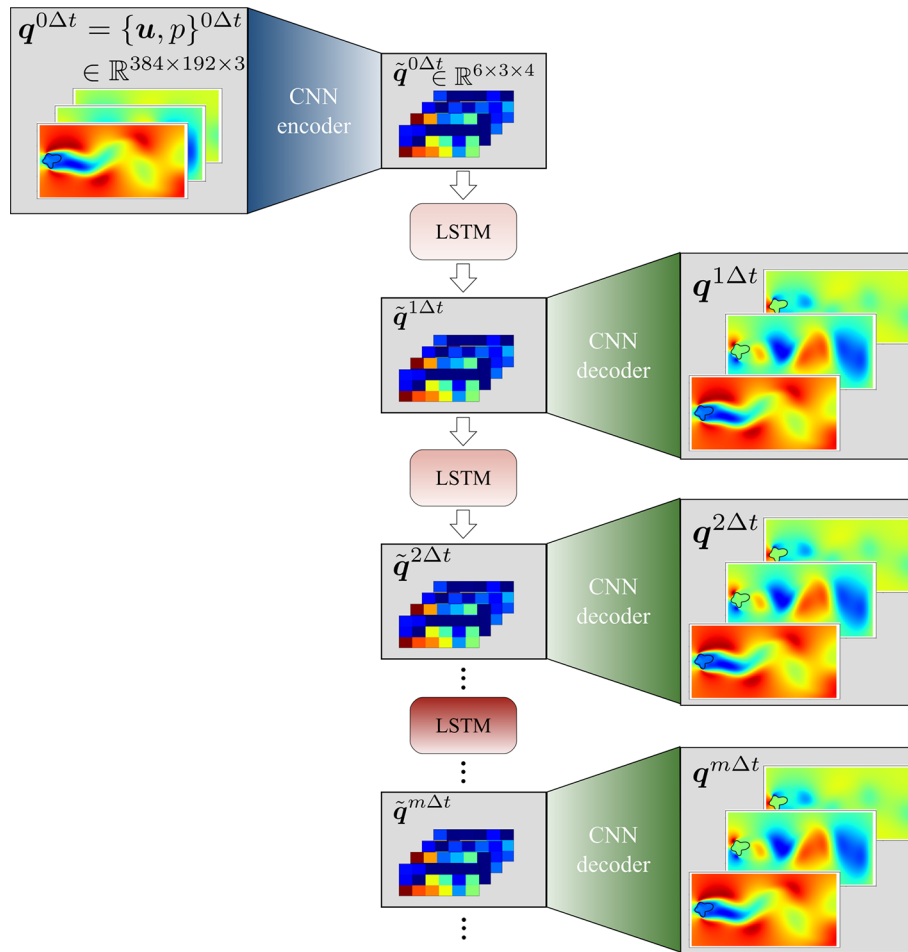 𝒒^{0Δt} = {𝒖, p}^{0Δt}
∈ ℝ^{384×192×3}
CNN
encoder
𝒒̃^{0Δt} ∈ ℝ^{6×3×4}
LSTM
𝒒̃^{1Δt}
CNN
decoder
𝒒^{1Δt}
LSTM
𝒒̃^{2Δt}
CNN
decoder
𝒒^{2Δt}
⋮
LSTM
⋮
𝒒̃^{mΔt}
CNN
decoder
𝒒^{mΔt}
⋮